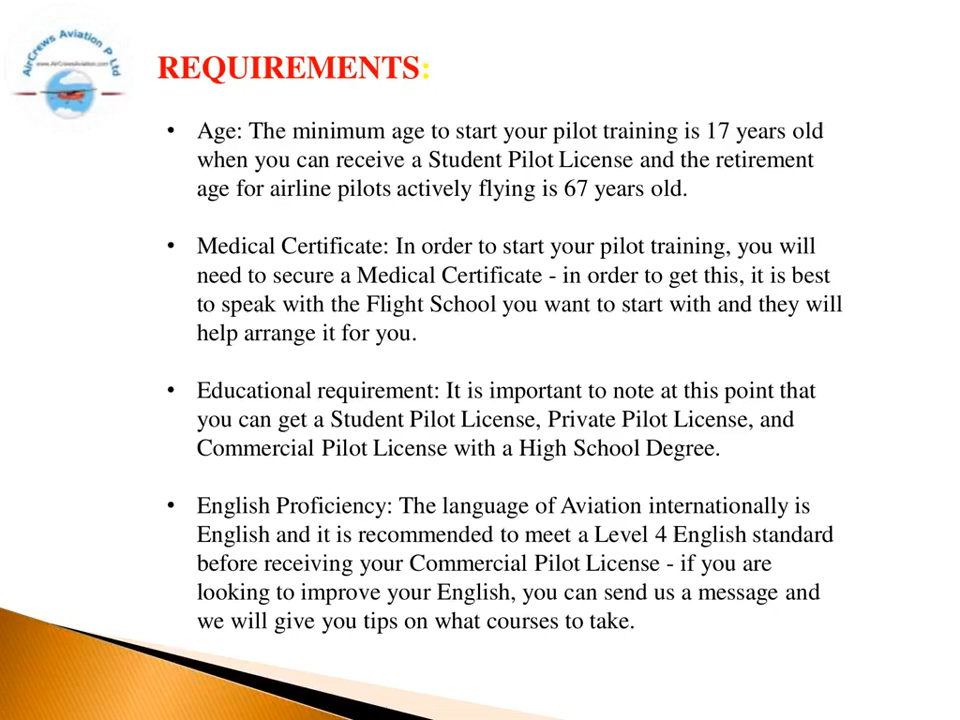 AirCrews Aviation P Ltd
www.AirCrewsAviation.com
REQUIREMENTS:
• Age: The minimum age to start your pilot training is 17 years old
when you can receive a Student Pilot License and the retirement
age for airline pilots actively flying is 67 years old.
• Medical Certificate: In order to start your pilot training, you will
need to secure a Medical Certificate - in order to get this, it is best
to speak with the Flight School you want to start with and they will
help arrange it for you.
• Educational requirement: It is important to note at this point that
you can get a Student Pilot License, Private Pilot License, and
Commercial Pilot License with a High School Degree.
• English Proficiency: The language of Aviation internationally is
English and it is recommended to meet a Level 4 English standard
before receiving your Commercial Pilot License - if you are
looking to improve your English, you can send us a message and
we will give you tips on what courses to take.